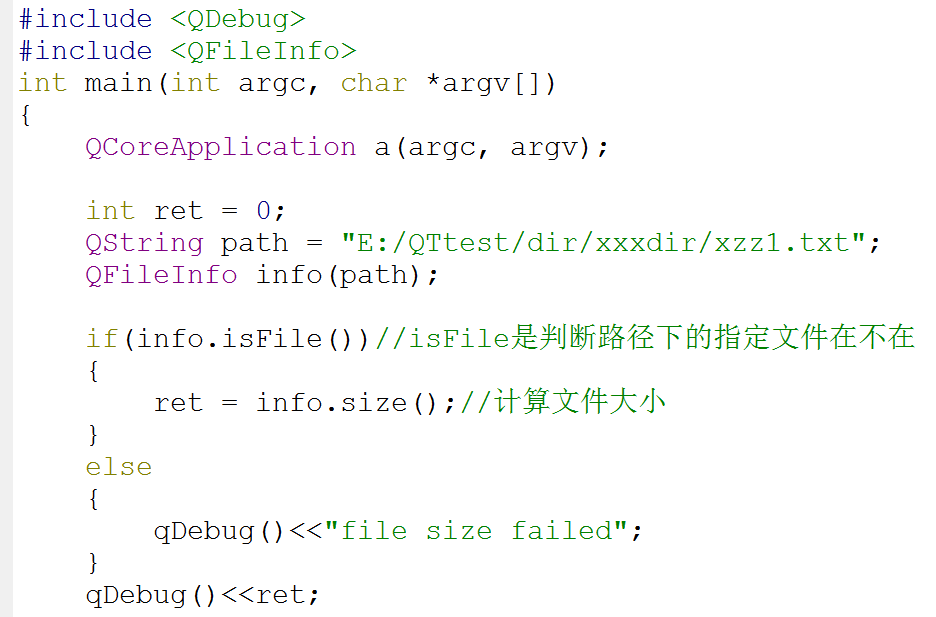 #include <QDebug>
#include <QFileInfo>
int main(int argc, char *argv[])
{
    QCoreApplication a(argc, argv);

    int ret = 0;
    QString path = "E:/QTtest/dir/xxxdir/xzz1.txt";
    QFileInfo info(path);

    if(info.isFile())//isFile是判断路径下的指定文件在不在
    {
        ret = info.size();//计算文件大小
    }
    else
    {
        qDebug()<<"file size failed";
    }
    qDebug()<<ret;